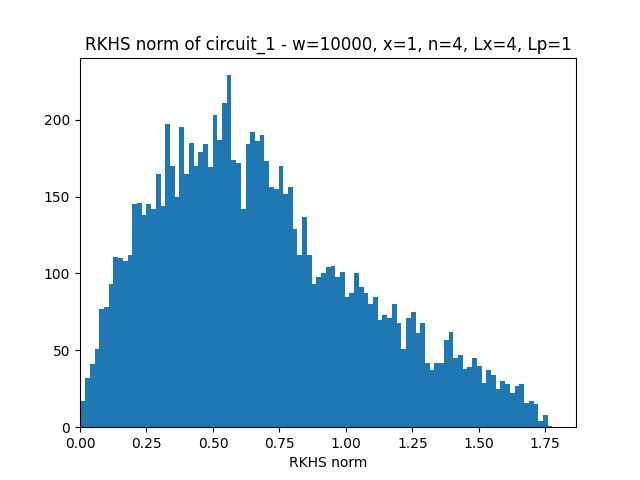 RKHS norm of circuit_1 - w=10000, x=1, n=4, Lx=4, Lp=1
200
150
100
50
0
0.00 0.25 0.50 0.75 1.00 1.25 1.50 1.75
RKHS norm